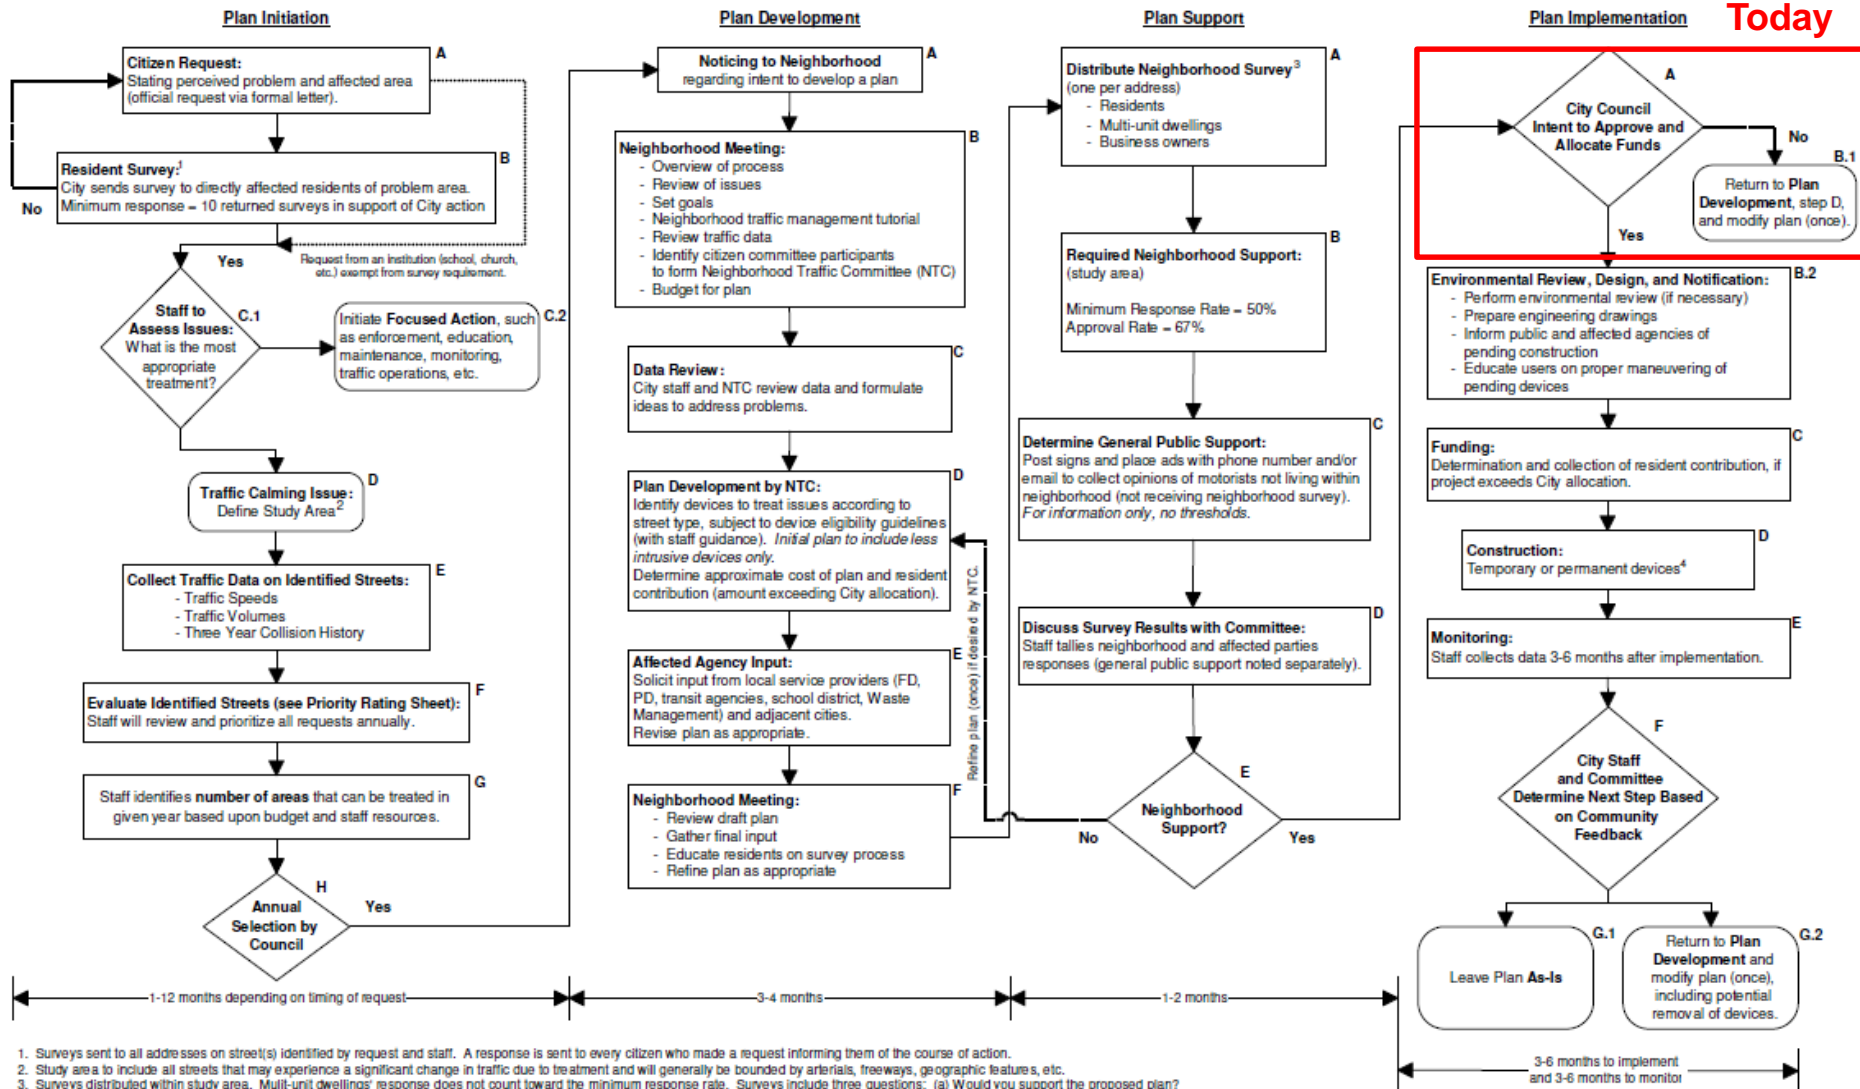 Plan Initiation
A
Citizen Request:
Stating perceived problem and affected area
(official request via formal letter).
B
Resident Survey:1
City sends survey to directly affected residents of problem area.
Minimum response = 10 returned surveys in support of City action
No
Yes
Request from an institution (school, church,
etc.) exempt from survey requirement.
C.1
Staff to
Assess Issues:
What is the most
appropriate
treatment?
C.2
Initiate Focused Action, such
as enforcement, education,
maintenance, monitoring,
traffic operations, etc.
D
Traffic Calming Issue:
Define Study Area2
E
Collect Traffic Data on Identified Streets:
- Traffic Speeds
- Traffic Volumes
- Three Year Collision History
F
Evaluate Identified Streets (see Priority Rating Sheet):
Staff will review and prioritize all requests annually.
G
Staff identifies number of areas that can be treated in
given year based upon budget and staff resources.
H
Annual
Selection by
Council
Yes
1-12 months depending on timing of request
Plan Development
A
Noticing to Neighborhood
regarding intent to develop a plan
B
Neighborhood Meeting:
- Overview of process
- Review of issues
- Set goals
- Neighborhood traffic management tutorial
- Review traffic data
- Identify citizen committee participants
to form Neighborhood Traffic Committee (NTC)
- Budget for plan
C
Data Review:
City staff and NTC review data and formulate
ideas to address problems.
D
Plan Development by NTC:
Identify devices to treat issues according to
street type, subject to device eligibility guidelines
(with staff guidance). Initial plan to include less
intrusive devices only.
Determine approximate cost of plan and resident
contribution (amount exceeding City allocation).
E
Affected Agency Input:
Solicit input from local service providers (FD,
PD, transit agencies, school district, Waste
Management) and adjacent cities.
Revise plan as appropriate.
F
Neighborhood Meeting:
- Review draft plan
- Gather final input
- Educate residents on survey process
- Refine plan as appropriate
Refine plan (once) if desired by NTC.
3-4 months
Plan Support
A
Distribute Neighborhood Survey3
(one per address)
- Residents
- Multi-unit dwellings
- Business owners
B
Required Neighborhood Support:
(study area)
Minimum Response Rate = 50%
Approval Rate = 67%
C
Determine General Public Support:
Post signs and place ads with phone number and/or
email to collect opinions of motorists not living within
neighborhood (not receiving neighborhood survey).
For information only, no thresholds.
D
Discuss Survey Results with Committee:
Staff tallies neighborhood and affected parties
responses (general public support noted separately).
E
Neighborhood
Support?
No
Yes
1-2 months
Plan Implementation
Today
A
City Council
Intent to Approve and
Allocate Funds
No
B.1
Return to Plan
Development, step D,
and modify plan (once).
Yes
B.2
Environmental Review, Design, and Notification:
- Perform environmental review (if necessary)
- Prepare engineering drawings
- Inform public and affected agencies of
pending construction
- Educate users on proper maneuvering of
pending devices
C
Funding:
Determination and collection of resident contribution, if
project exceeds City allocation.
D
Construction:
Temporary or permanent devices4
E
Monitoring:
Staff collects data 3-6 months after implementation.
F
City Staff
and Committee
Determine Next Step Based
on Community
Feedback
G.1
Leave Plan As-Is
G.2
Return to Plan
Development and
modify plan (once),
including potential
removal of devices.
3-6 months to implement
and 3-6 months to monitor
1. Surveys sent to all addresses on street(s) identified by request and staff. A response is sent to every citizen who made a request informing them of the course of action.
2. Study area to include all streets that may experience a significant change in traffic due to treatment and will generally be bounded by arterials, freeways, geographic features, etc.
3. Surveys distributed within study area. Mulit-unit dwellings' response does not count toward the minimum response rate. Surveys include three questions: (a) Would you support the proposed plan?